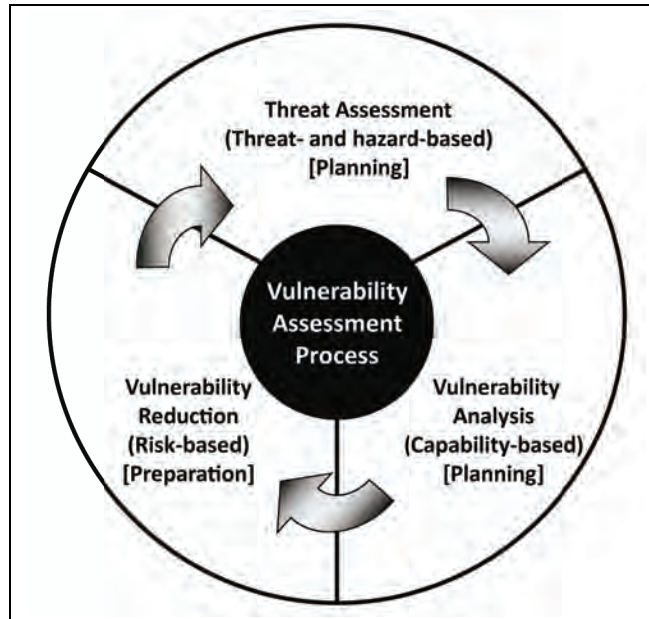 Threat Assessment
(Threat- and hazard-based)
[Planning]
Vulnerability
Assessment
Process
Vulnerability
Reduction
(Risk-based)
[Preparation]
Vulnerability
Analysis
(Capability-based)
[Planning]